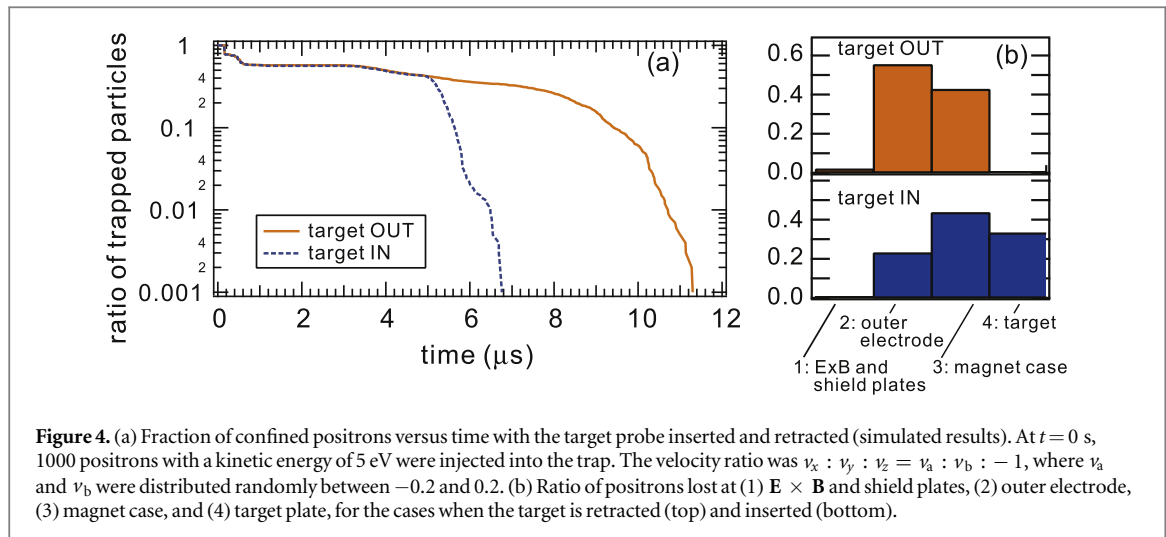 ratio of trapped particles
1
4
2
0.1
4
2
0.01
4
2
0.001
(a)
target OUT
target IN
0 2 4 6 8 10 12
time (μs)
target OUT (b)
0.6
0.4
0.2
0.0
target IN
0.4
0.2
0.0
2: outer
electrode
4: target
1: ExB and
shield plates
3: magnet case
Figure 4. (a) Fraction of confined positrons versus time with the target probe inserted and retracted (simulated results). At t = 0 s,
1000 positrons with a kinetic energy of 5 eV were injected into the trap. The velocity ratio was vx : vy : vz = va : vb : − 1, where va
and vb were distributed randomly between −0.2 and 0.2. (b) Ratio of positrons lost at (1) E × B and shield plates, (2) outer electrode,
(3) magnet case, and (4) target plate, for the cases when the target is retracted (top) and inserted (bottom).